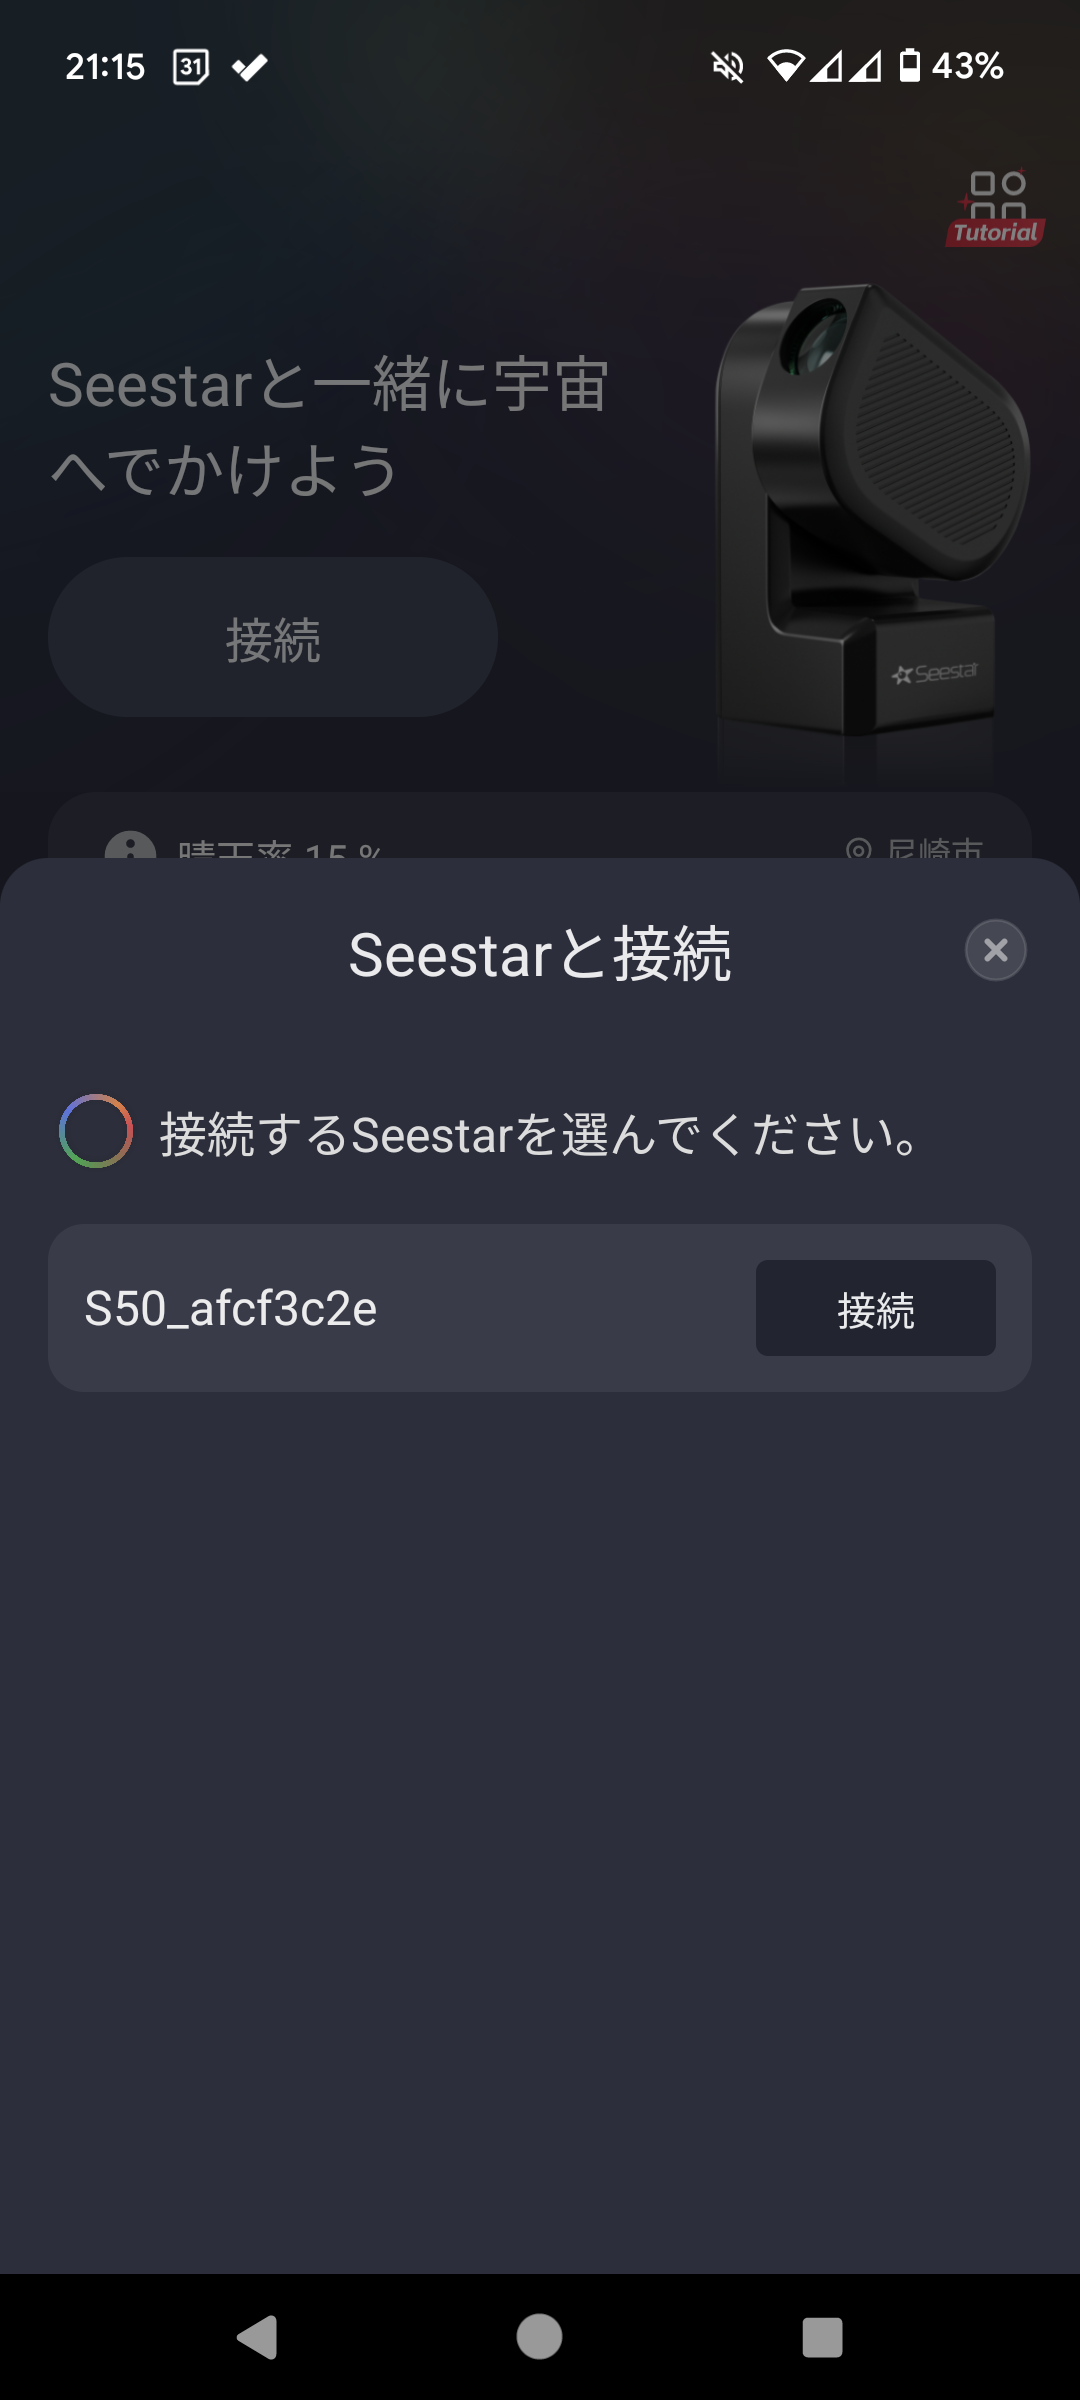 21:15 31 43%
Tutorial
Seestarと一緒に宇宙
へでかけよう
接続
Seestar
晴天率 15 % 尼崎市
Seestarと接続
接続するSeestarを選んでください。
S50_afcf3c2e 接続